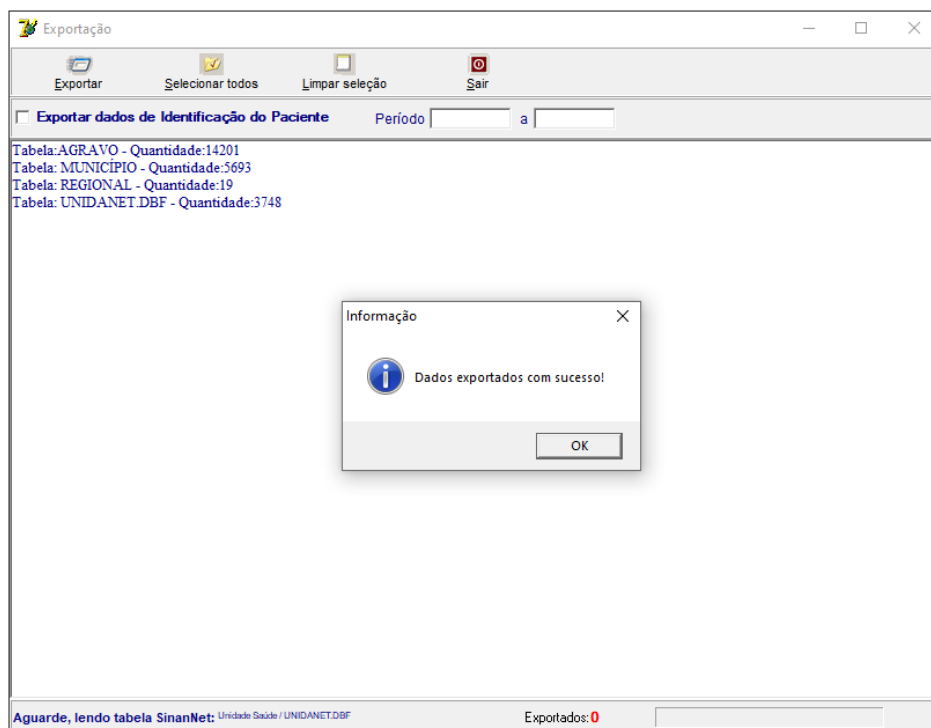 Exportação
Exportar Selecionar todos Limpar seleção Sair
Exportar dados de Identificação do Paciente Período a
Tabela:AGRAVO - Quantidade:14201
Tabela: MUNICÍPIO - Quantidade:5693
Tabela: REGIONAL - Quantidade:19
Tabela: UNIDANET.DBF - Quantidade:3748
Informação
Dados exportados com sucesso!
OK
Aguarde, lendo tabela SinanNet: Unidade Saúde / UNIDANET.DBF Exportados: 0